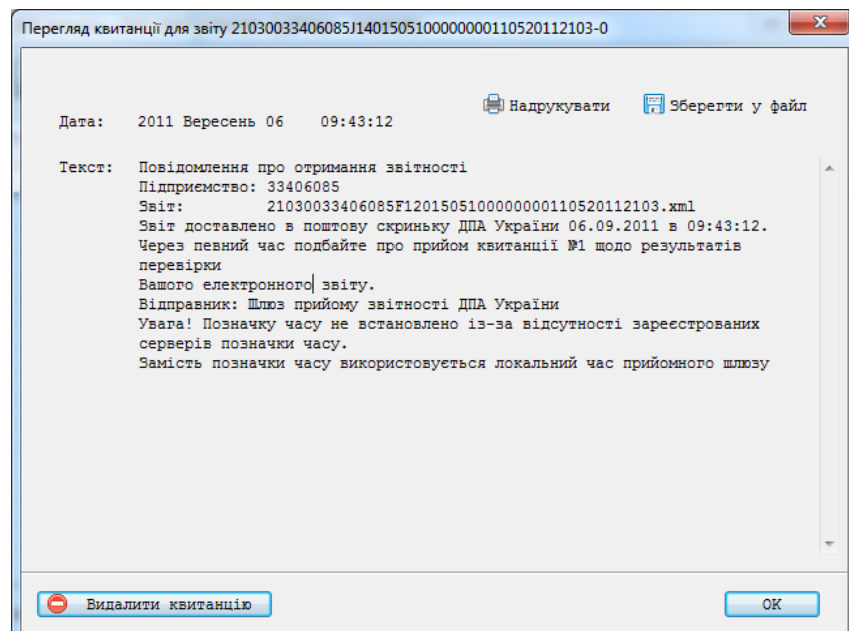 Перегляд квитанції для звіту 21030033406085J1401505100000000110520112103-0
Надрукувати Зберегти у файл
Дата: 2011 Вересень 06 09:43:12
Текст: Повідомлення про отримання звітності
Підприємство: 33406085
Звіт: 21030033406085F1201505100000000110520112103.xml
Звіт доставлено в поштову скриньку ДПА України 06.09.2011 в 09:43:12.
Через певний час подбайте про прийом квитанції №1 щодо результатів
перевірки
Вашого електронного звіту.
Відправник: Шлюз прийому звітності ДПА України
Увага! Позначку часу не встановлено із-за відсутності зареєстрованих
серверів позначки часу.
Замість позначки часу використовується локальний час прийомного шлюзу
Видалити квитанцію OK